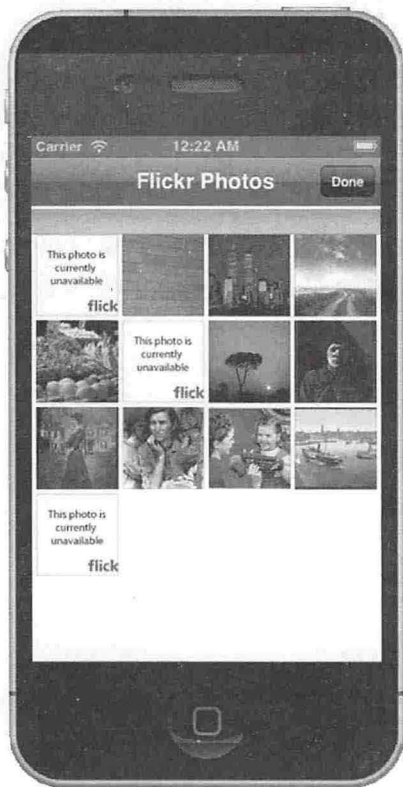 Carrier 12:22 AM
Flickr Photos Done
This photo is
currently
unavailable
flick
This photo is
currently
unavailable
flick
This photo is
currently
unavailable
flick